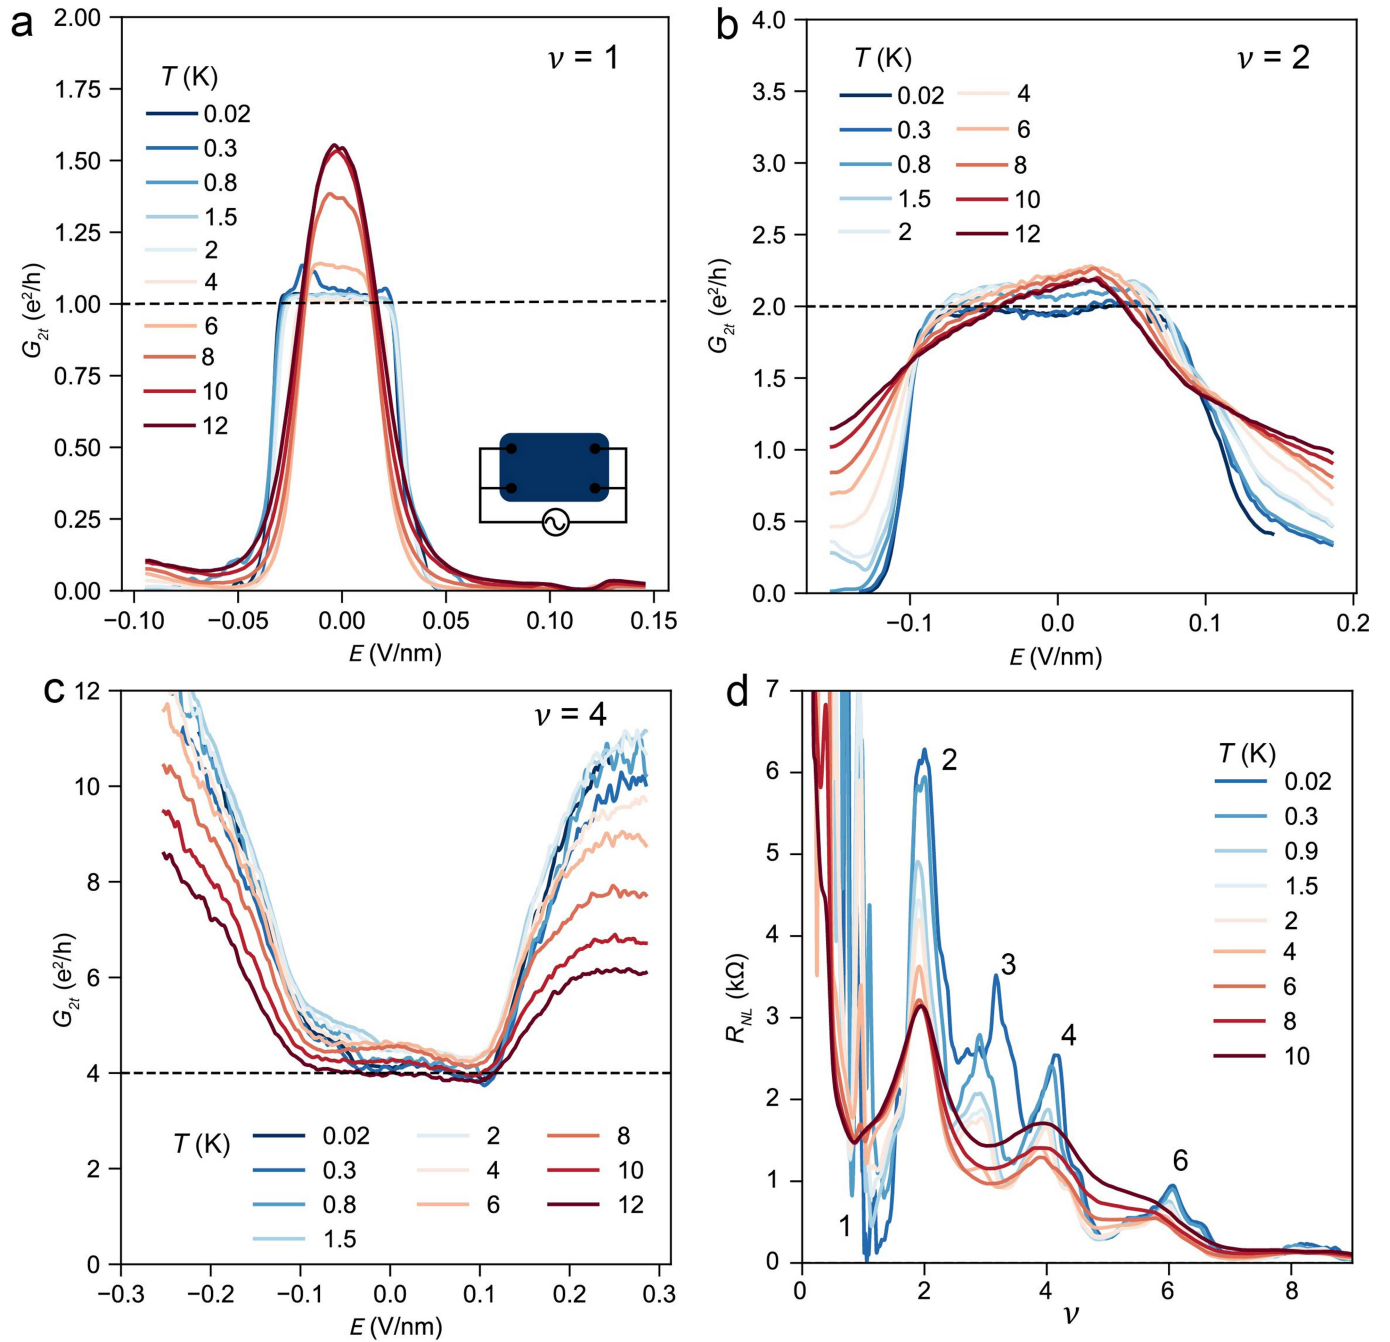 a
2.00
1.75
1.50
1.25
1.00
0.75
0.50
0.25
0.00
G2t (e²/h)
ν = 1
T (K)
0.02
0.3
0.8
1.5
2
4
6
8
10
12
−0.10 −0.05 0.00 0.05 0.10 0.15
E (V/nm)
b
4.0
3.5
3.0
2.5
2.0
1.5
1.0
0.5
0.0
G2t (e²/h)
ν = 2
T (K)
0.02 4
0.3 6
0.8 8
1.5 10
2 12
−0.1 0.0 0.1 0.2
E (V/nm)
c
12
10
8
6
4
2
0
G2t (e²/h)
ν = 4
T (K)
0.02 2 8
0.3 4 10
0.8 6 12
1.5
−0.3 −0.2 −0.1 0.0 0.1 0.2 0.3
E (V/nm)
d
7
6
5
4
3
2
1
0
RNL (kΩ)
1
2
3
4
6
T (K)
0.02
0.3
0.9
1.5
2
4
6
8
10
0 2 4 6 8
ν